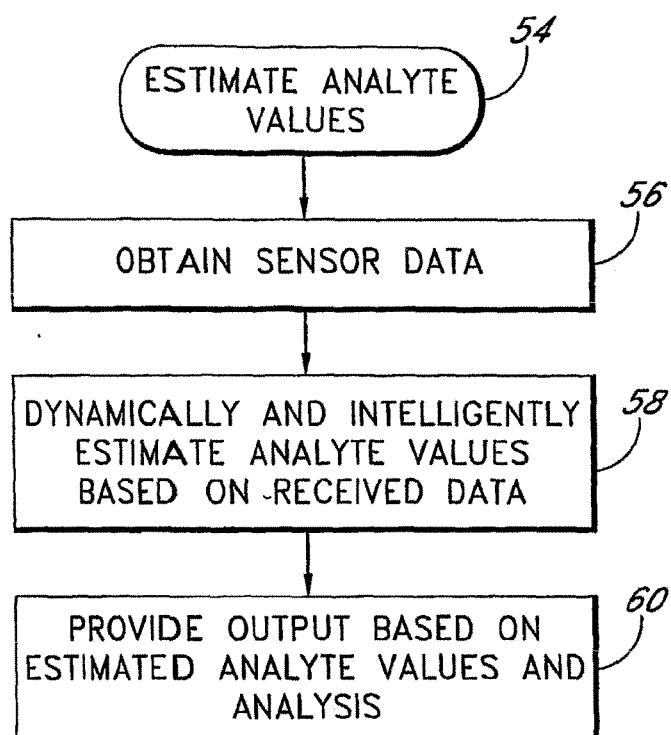 54
ESTIMATE ANALYTE
VALUES
56
OBTAIN SENSOR DATA
58
DYNAMICALLY AND INTELLIGENTLY
ESTIMATE ANALYTE VALUES
BASED ON RECEIVED DATA
60
PROVIDE OUTPUT BASED ON
ESTIMATED ANALYTE VALUES AND
ANALYSIS